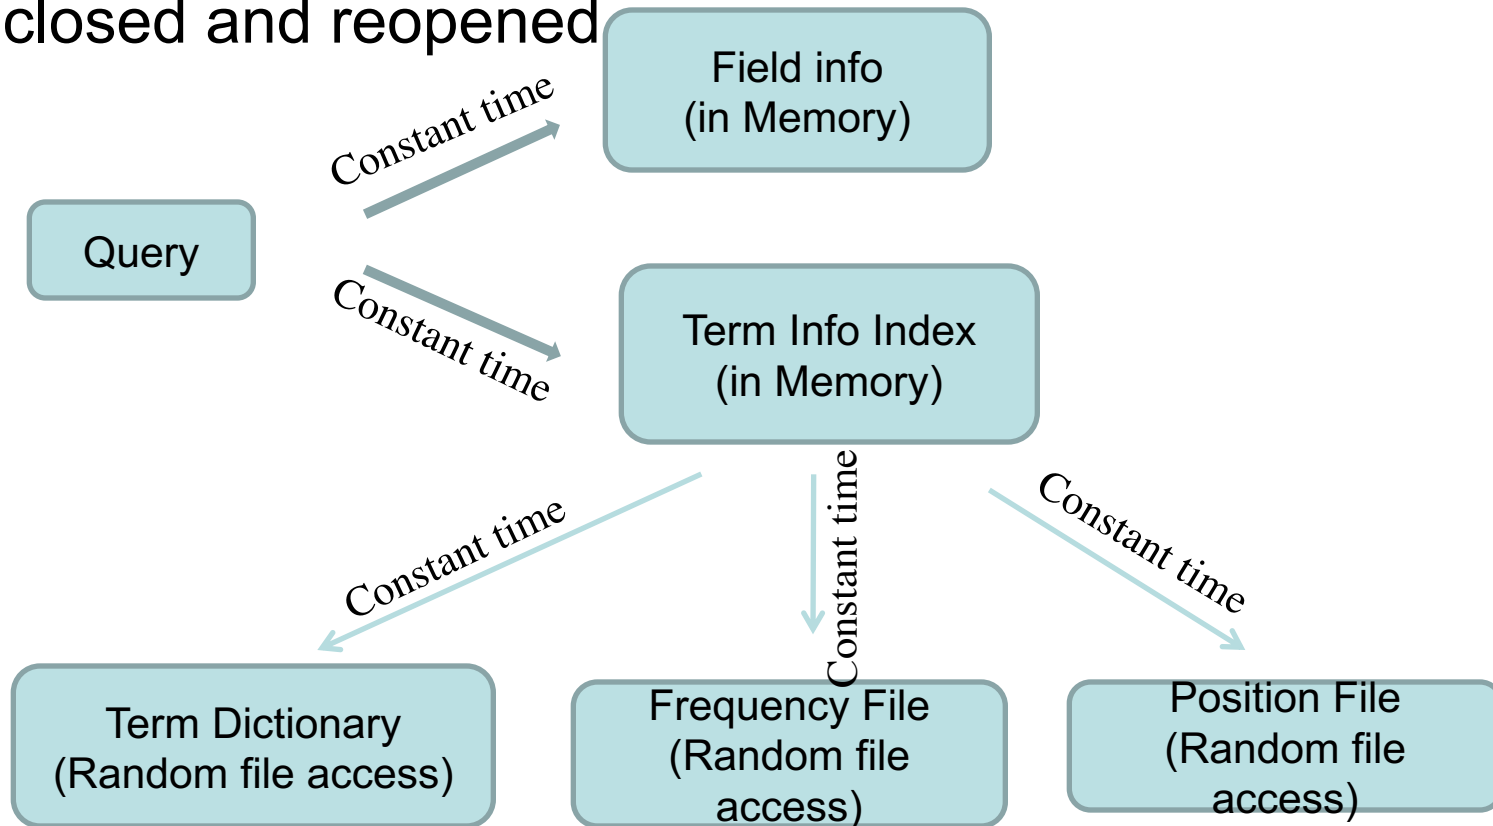 closed and reopened
Field info
(in Memory)
Constant time
Query
Constant time
Term Info Index
(in Memory)
Constant time
Constant time
Constant time
Term Dictionary
(Random file access)
Frequency File
(Random file
access)
Position File
(Random file
access)